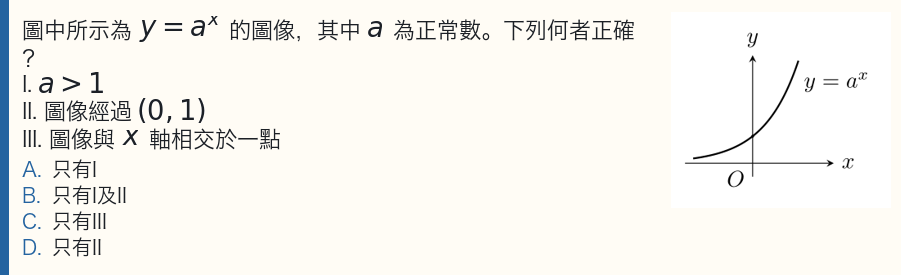 圖中所示為 y = a^x 的圖像，其中 a 為正常數。下列何者正確
？
I. a > 1
II. 圖像經過 (0, 1)
III. 圖像與 x 軸相交於一點
A. 只有I
B. 只有I及II
C. 只有III
D. 只有II
y
y = a^x
x
O